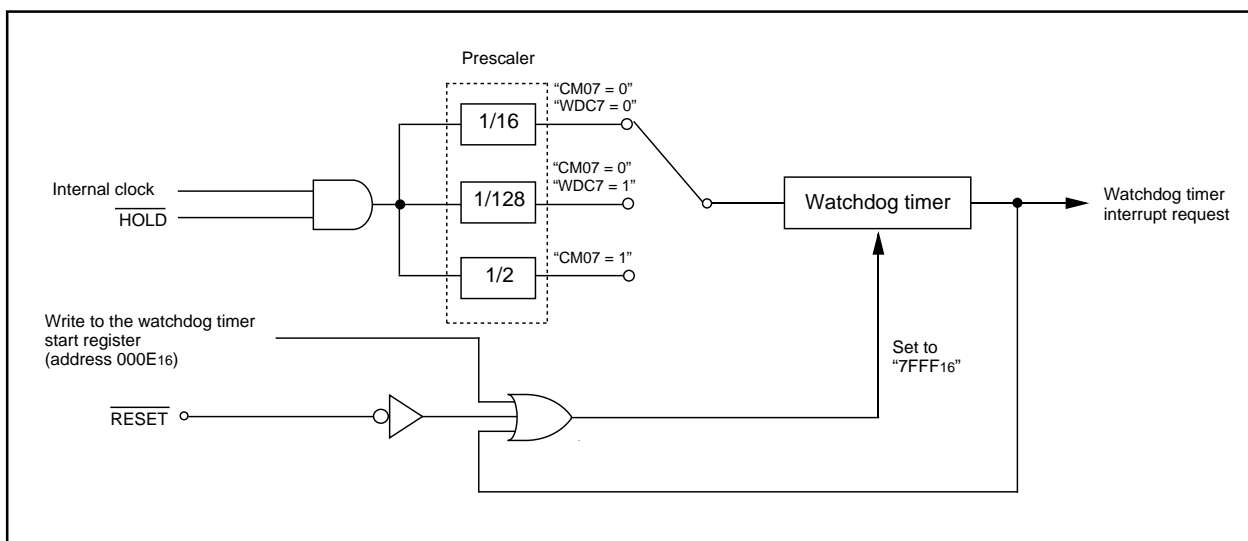 Prescaler
“CM07 = 0”
“WDC7 = 0”
1/16
“CM07 = 0”
“WDC7 = 1”
1/128
“CM07 = 1”
1/2
Internal clock
HOLD
Watchdog timer
Watchdog timer
interrupt request
Write to the watchdog timer
start register
(address 000E16)
Set to
“7FFF16”
RESET